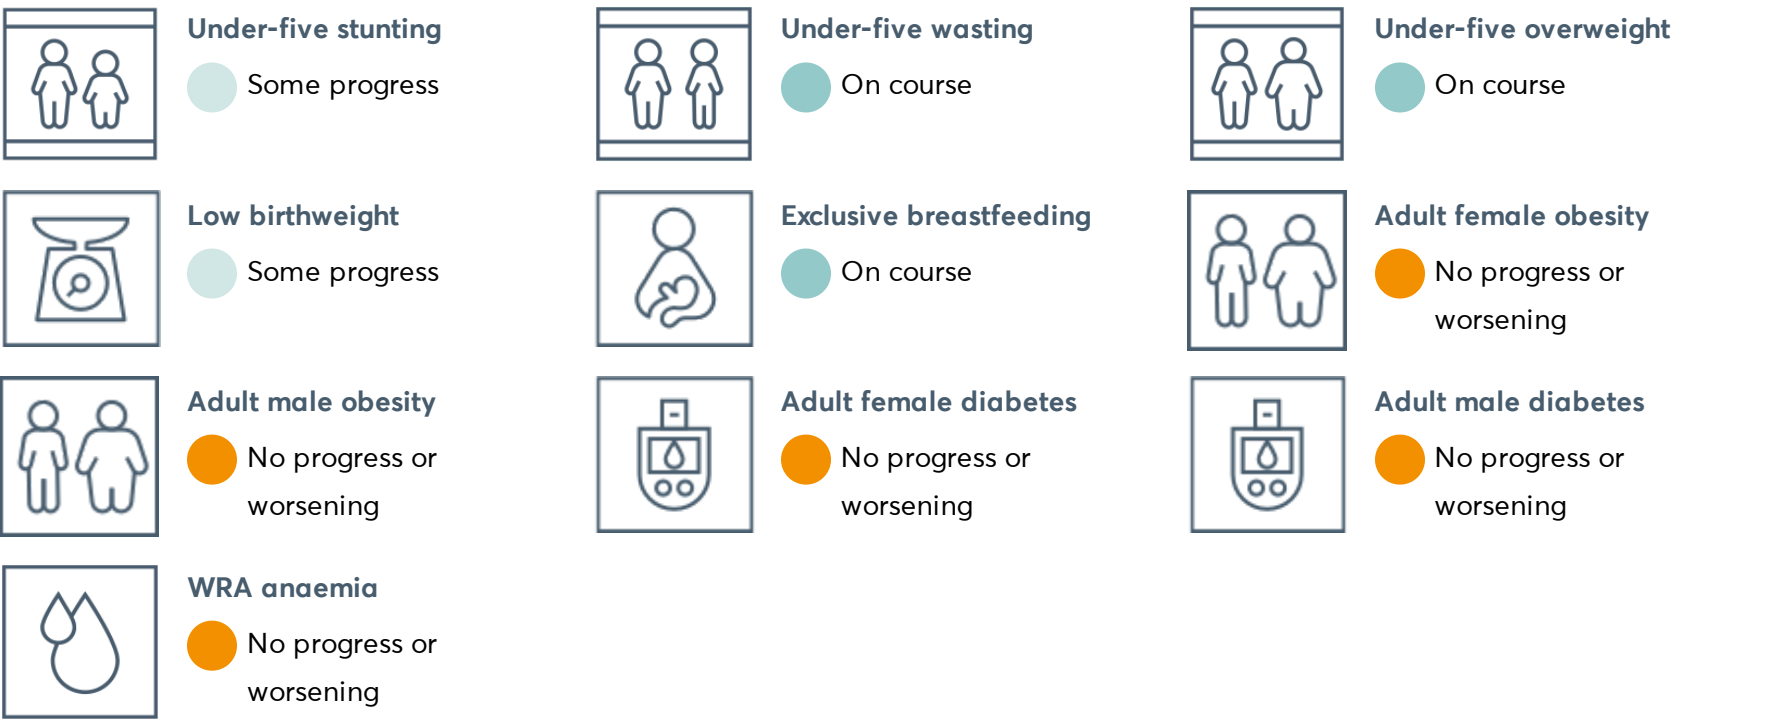 Under-five stunting
Some progress
Under-five wasting
On course
Under-five overweight
On course
Low birthweight
Some progress
Exclusive breastfeeding
On course
Adult female obesity
No progress or
worsening
Adult male obesity
No progress or
worsening
Adult female diabetes
No progress or
worsening
Adult male diabetes
No progress or
worsening
WRA anaemia
No progress or
worsening